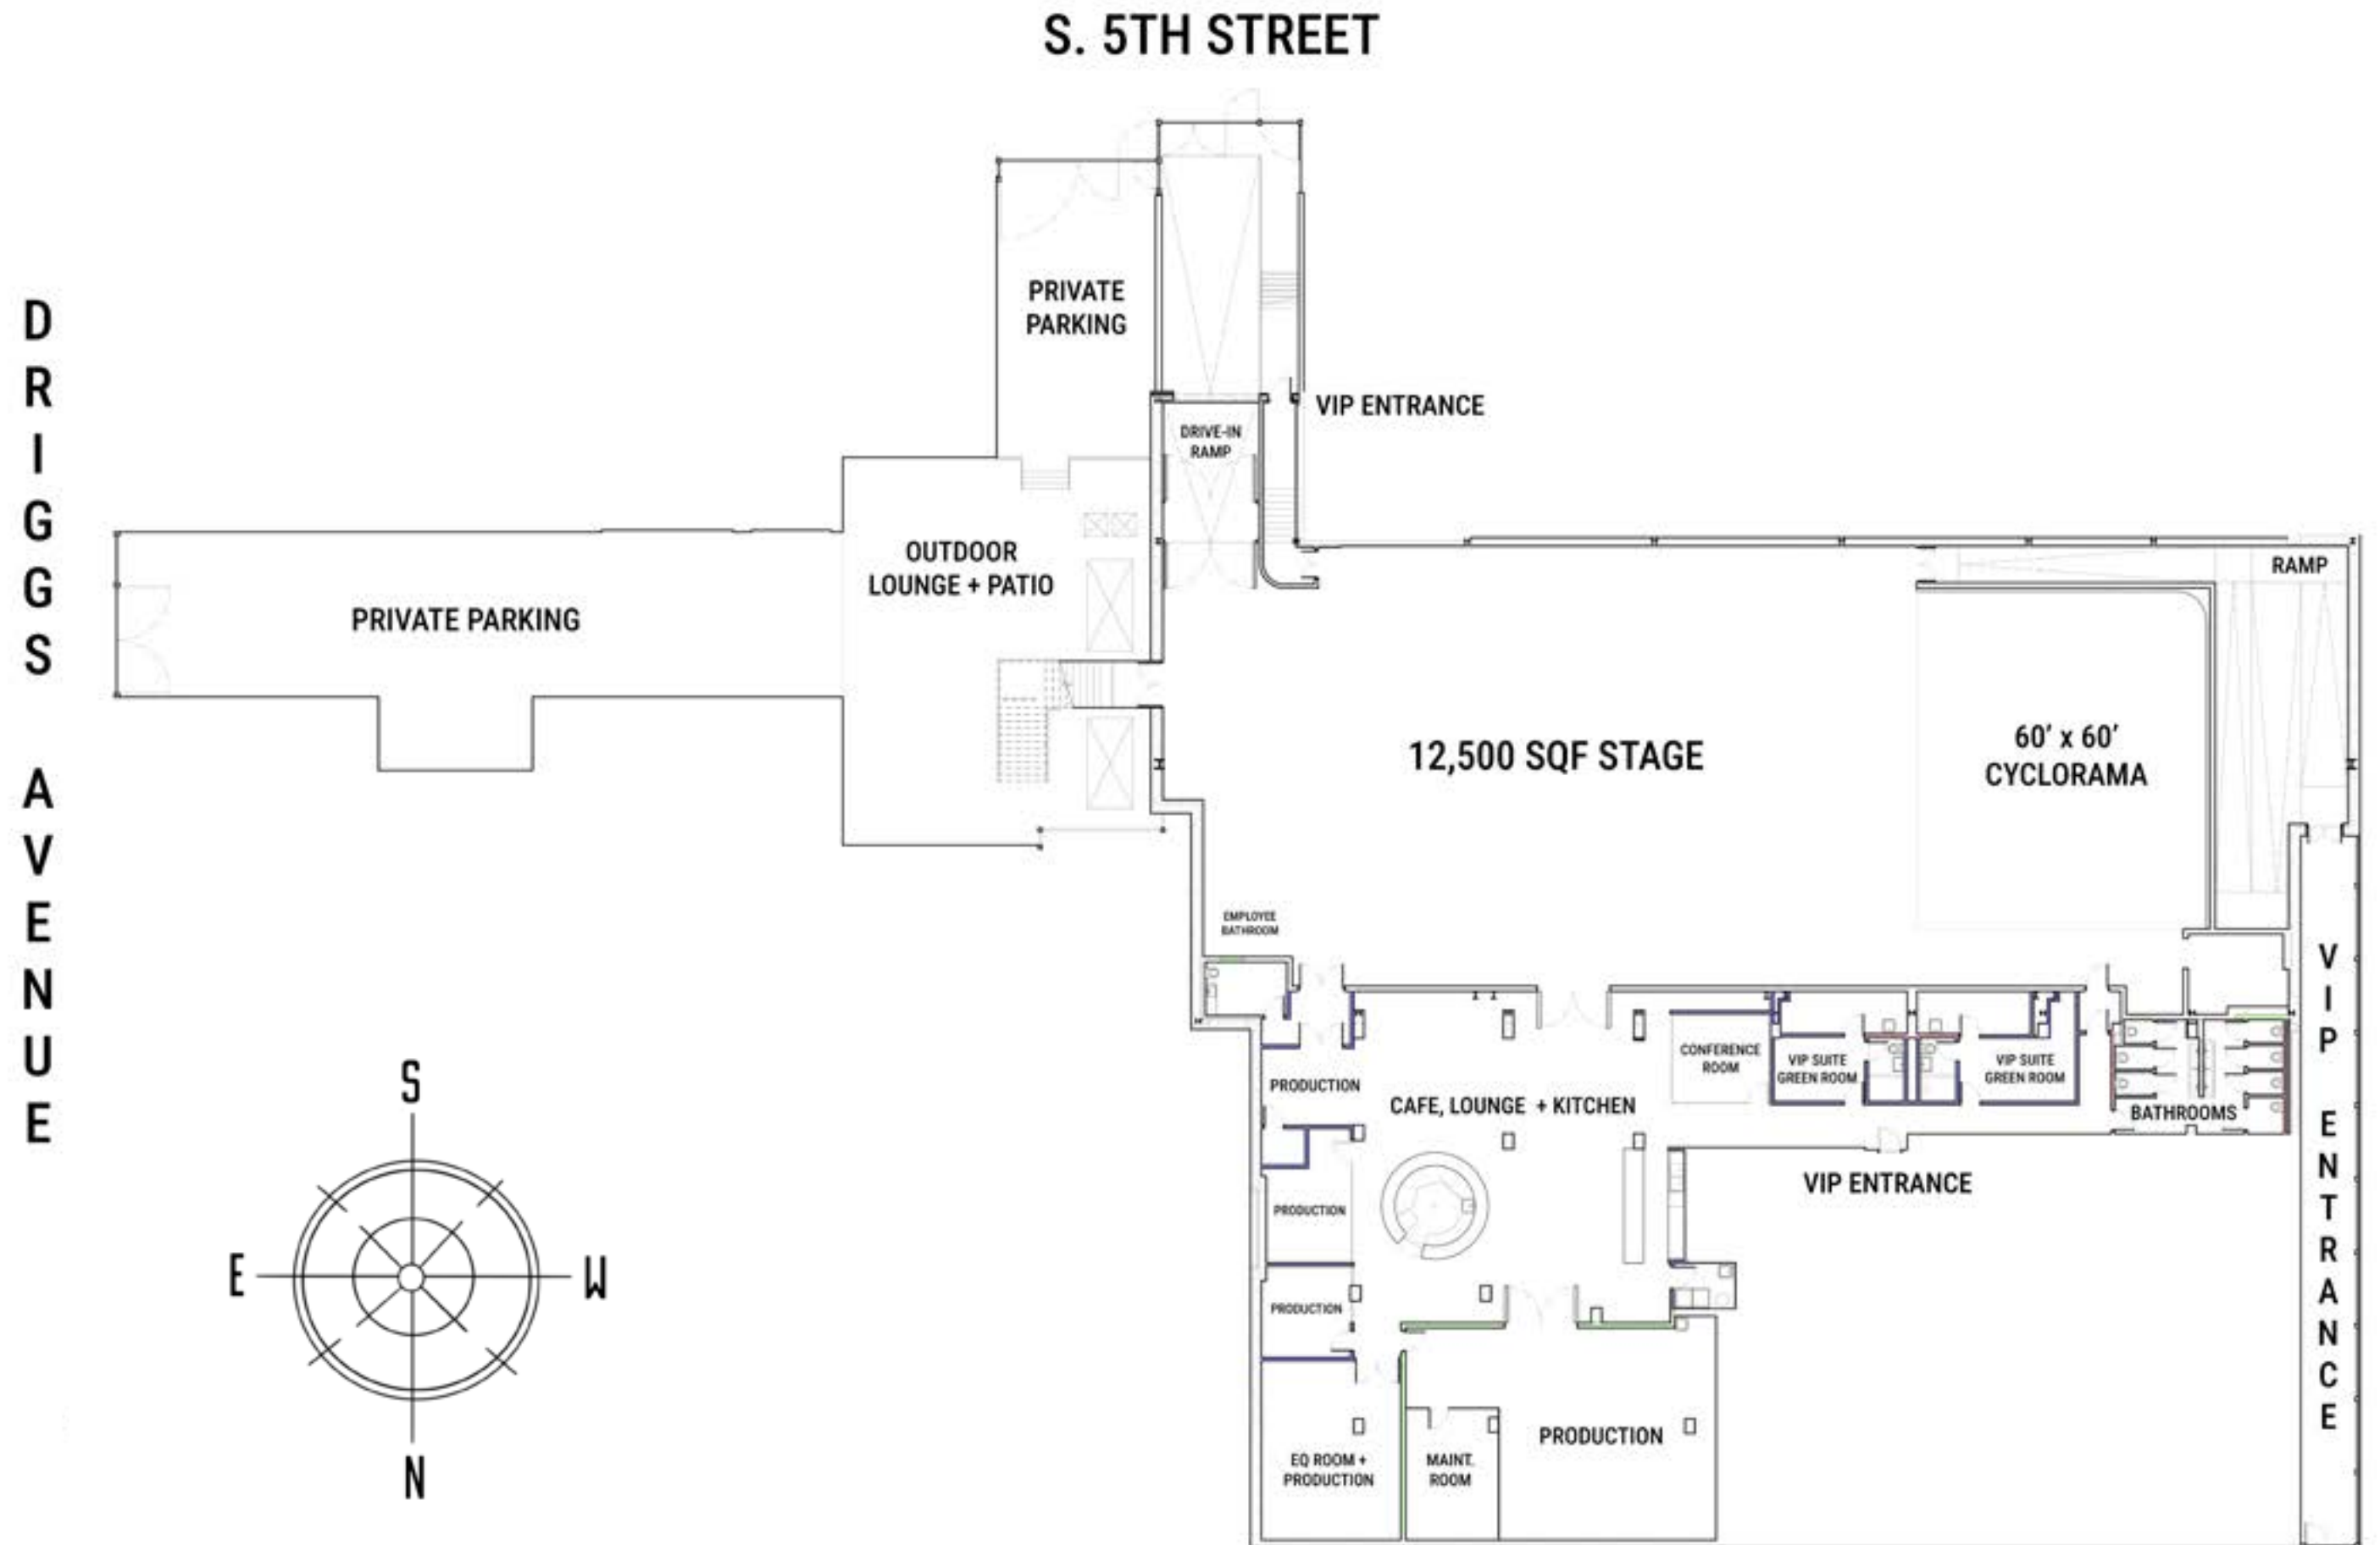 S. 5TH STREET
DRIGGS AVENUE
PRIVATE
PARKING
VIP ENTRANCE
DRIVE-IN
RAMP
OUTDOOR
LOUNGE + PATIO
PRIVATE PARKING
RAMP
12,500 SQF STAGE
60' x 60'
CYCLORAMA
EMPLOYEE
BATHROOM
VIP ENTRANCE
CONFERENCE
ROOM
VIP SUITE
GREEN ROOM
VIP SUITE
GREEN ROOM
BATHROOMS
PRODUCTION
CAFE, LOUNGE + KITCHEN
VIP ENTRANCE
PRODUCTION
PRODUCTION
EQ ROOM +
PRODUCTION
MAINT.
ROOM
PRODUCTION
S
E
W
N